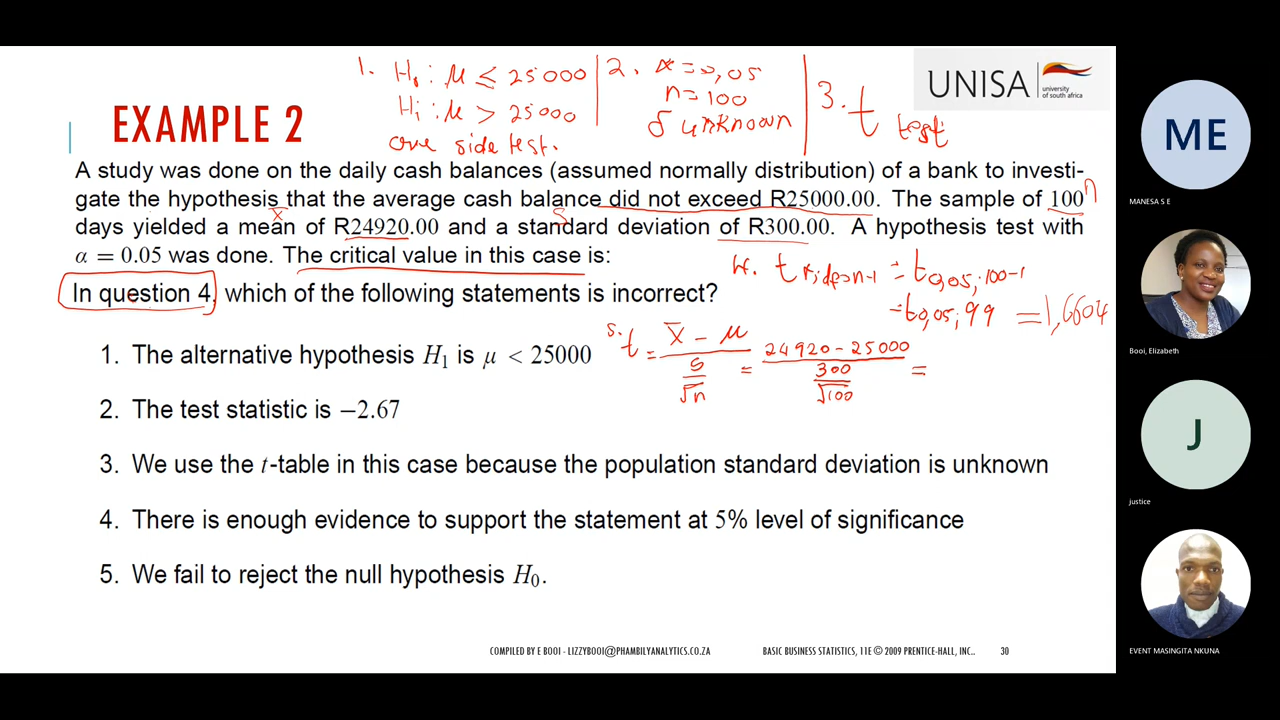 1. H₀ : μ ≤ 25000
H₁ : μ > 25000
one side test.
2. α = 0,05
n = 100
σ unknown
3. t test
UNISA
university
of south africa
EXAMPLE 2
A study was done on the daily cash balances (assumed normally distribution) of a bank to investi-
gate the hypothesis that the average cash balance did not exceed R25000.00. The sample of 100 n
x̄ s
days yielded a mean of R24920.00 and a standard deviation of R300.00. A hypothesis test with
α = 0.05 was done. The critical value in this case is:
In question 4, which of the following statements is incorrect?
4. t α; df=n-1 = t 0,05; 100-1
= t 0,05; 99 = 1,6604
5. t = (x̄ − μ) / (s/√n) = (24920 − 25000) / (300/√100) =
1. The alternative hypothesis H₁ is μ < 25000
2. The test statistic is −2.67
3. We use the t-table in this case because the population standard deviation is unknown
4. There is enough evidence to support the statement at 5% level of significance
5. We fail to reject the null hypothesis H₀.
COMPILED BY E BOOI - LIZZYBOOI@PHAMBILYANALYTICS.CO.ZA BASIC BUSINESS STATISTICS, 11E © 2009 PRENTICE-HALL, INC.. 30
ME
MANESA S E
Booi, Elizabeth
J
justice
EVENT MASINGITA NKUNA